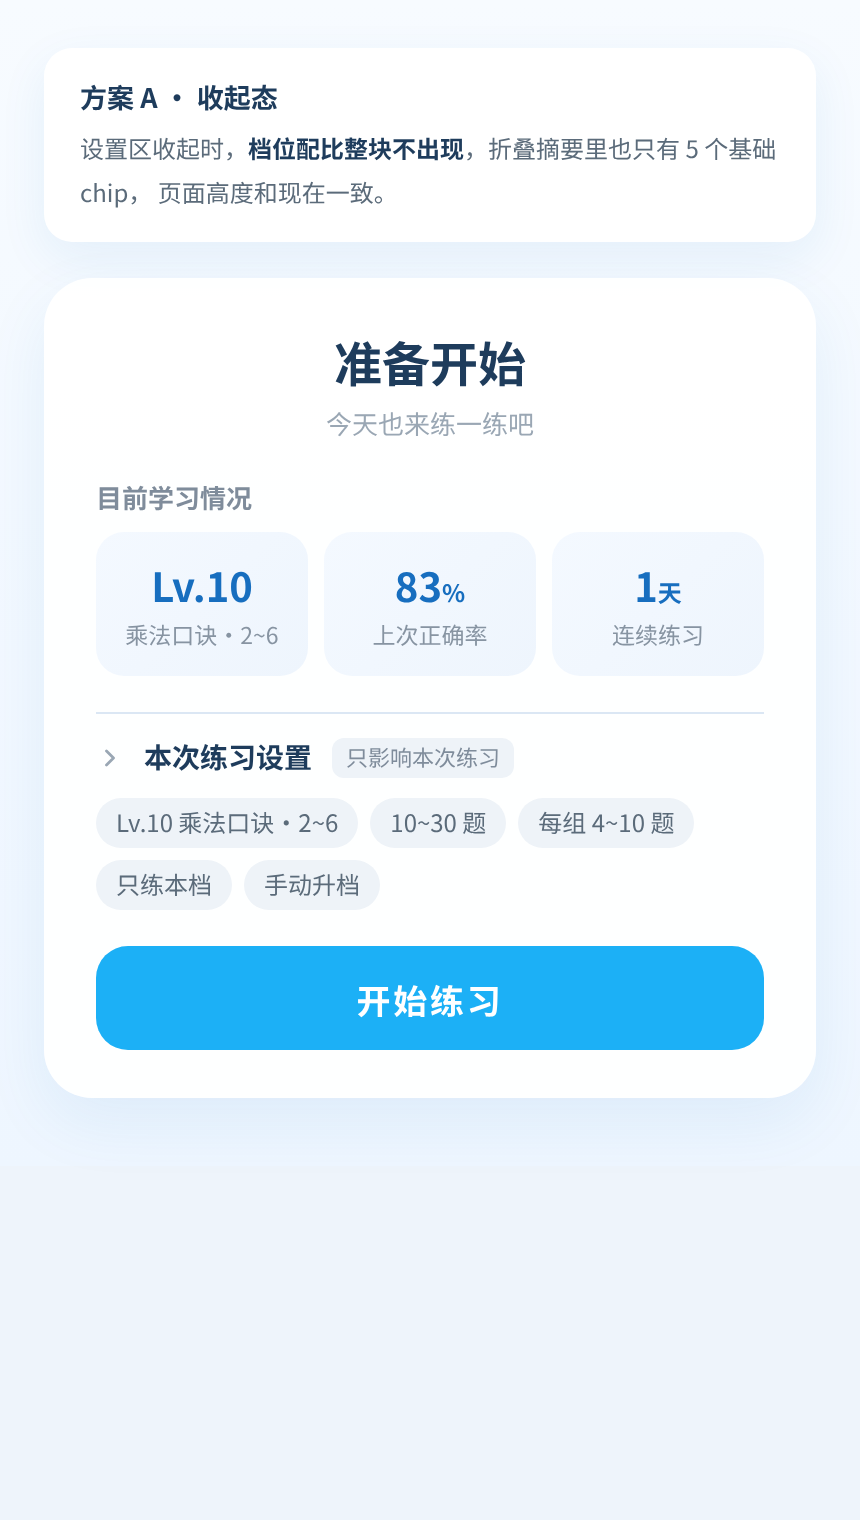 方案 A · 收起态
设置区收起时，档位配比整块不出现，折叠摘要里也只有 5 个基础
chip， 页面高度和现在一致。
准备开始
今天也来练一练吧
目前学习情况
Lv.10
83%
1天
乘法口诀·2~6
上次正确率
连续练习
本次练习设置
只影响本次练习
Lv.10 乘法口诀·2~6
10~30 题
每组 4~10 题
只练本档
手动升档
开始练习